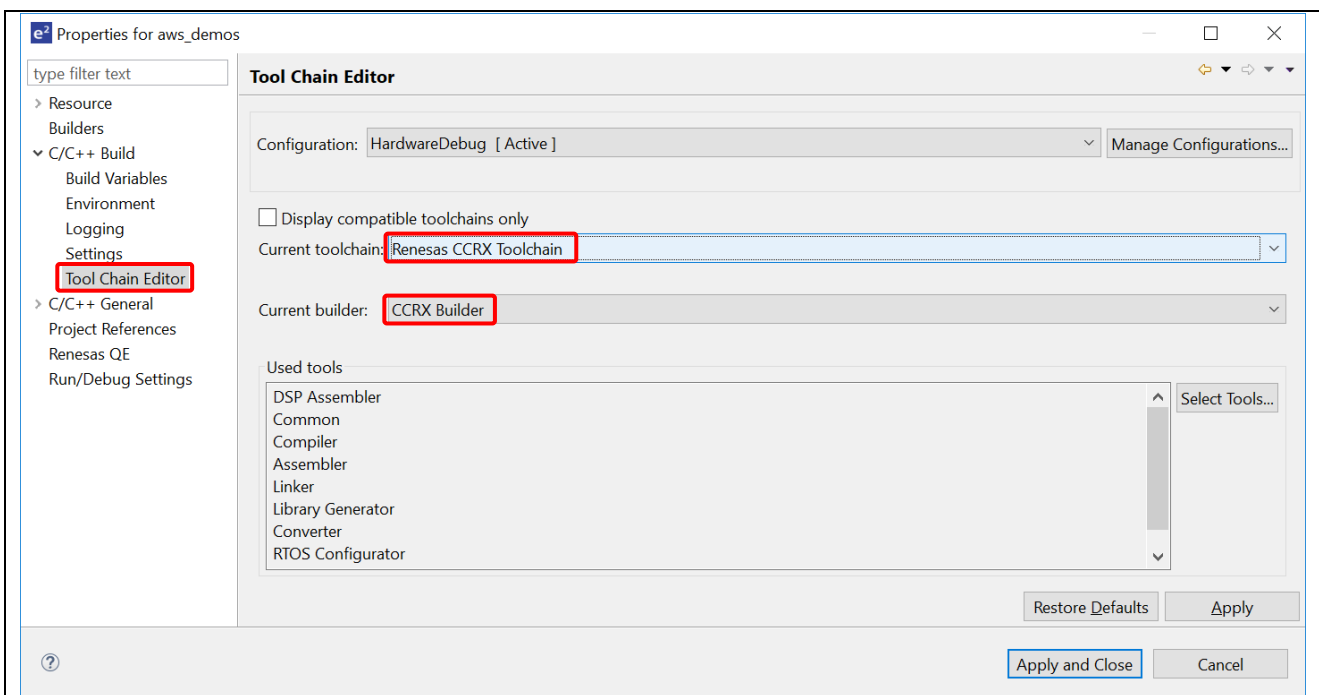 e² Properties for aws_demos
type filter text
Resource
Builders
C/C++ Build
Build Variables
Environment
Logging
Settings
Tool Chain Editor
C/C++ General
Project References
Renesas QE
Run/Debug Settings
Tool Chain Editor
Configuration: HardwareDebug [ Active ] Manage Configurations...
Display compatible toolchains only
Current toolchain: Renesas CCRX Toolchain
Current builder: CCRX Builder
Used tools
DSP Assembler
Common
Compiler
Assembler
Linker
Library Generator
Converter
RTOS Configurator
Select Tools...
Restore Defaults Apply
? Apply and Close Cancel